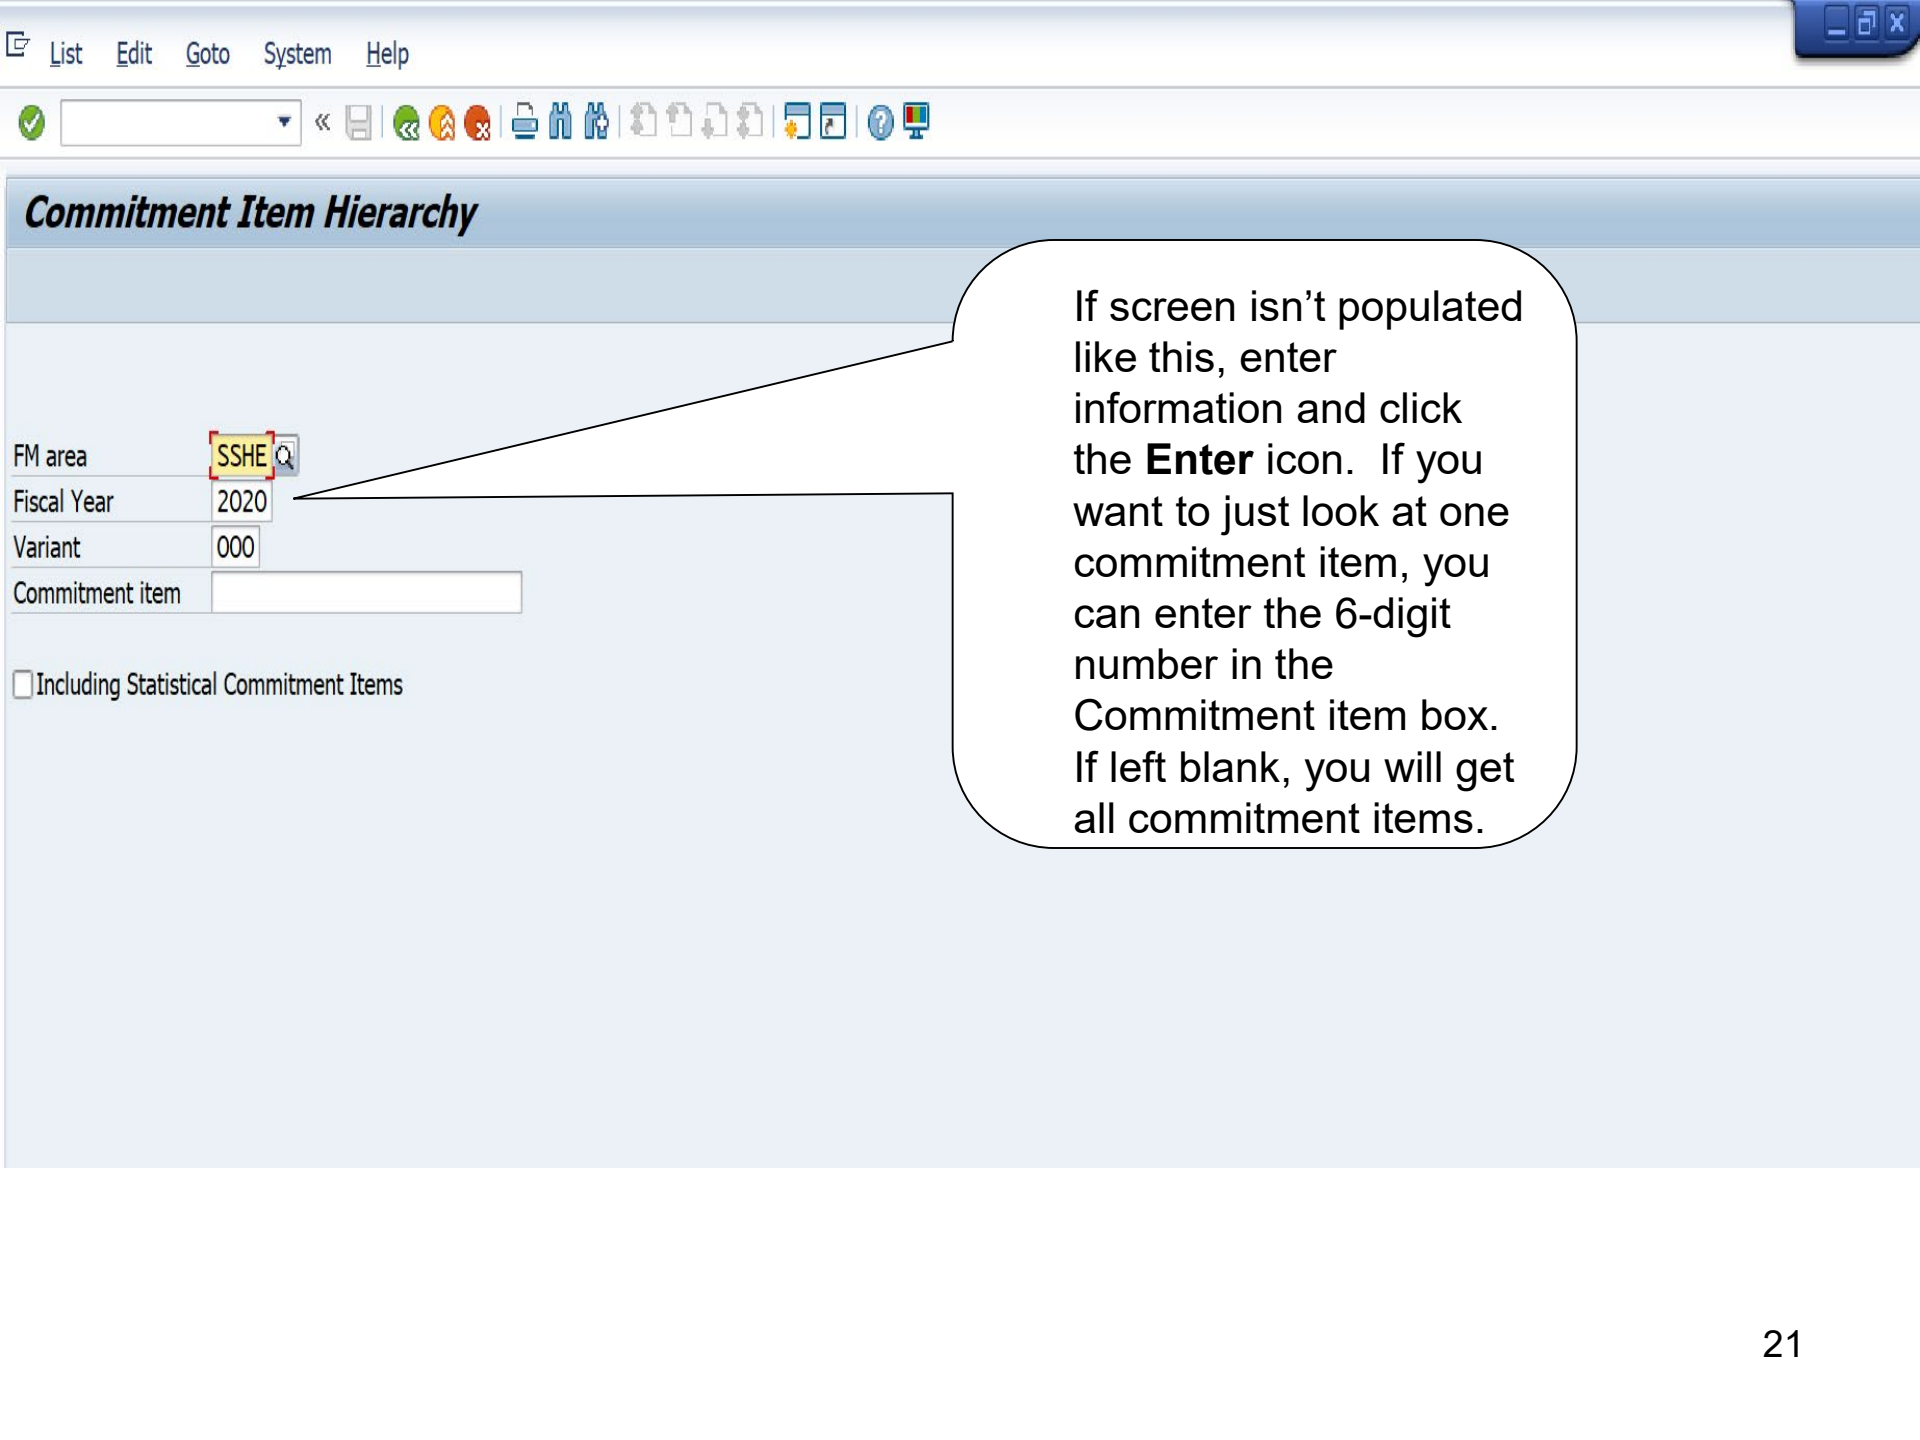 List Edit Goto System Help
Commitment Item Hierarchy
If screen isn’t populated
like this, enter
information and click
the Enter icon. If you
want to just look at one
commitment item, you
can enter the 6-digit
number in the
Commitment item box.
If left blank, you will get
all commitment items.
FM area SSHE
Fiscal Year 2020
Variant 000
Commitment item
Including Statistical Commitment Items
21